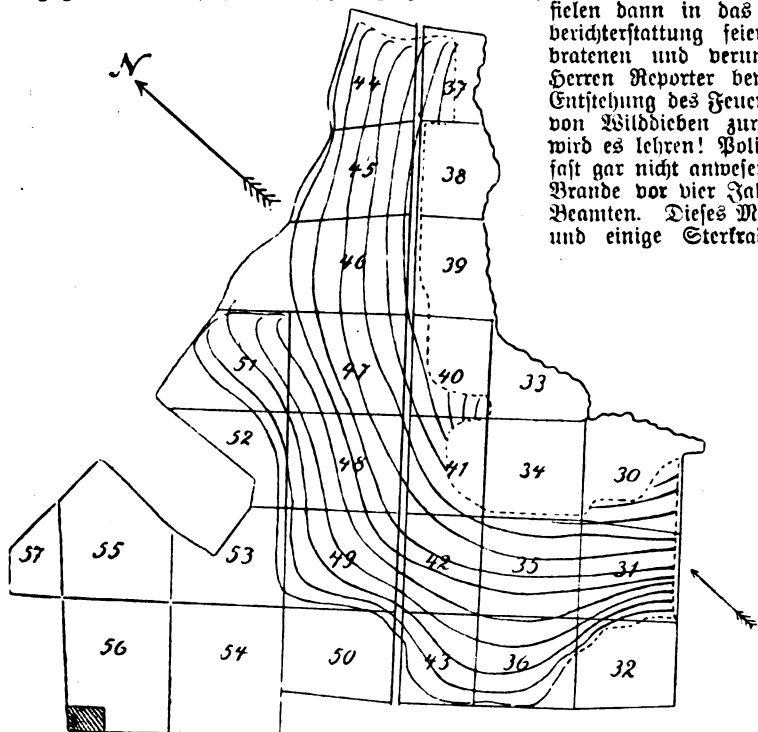 fielen dann in das
berichterſtattung feier
bratenen und verun
Herren Reporter ber
Entſtehung des Feuer
von Wilddieben zur
wird es lehren! Poli
faſt gar nicht anweſer
Brande vor vier Jal
Beamten. Dieſes M
und einige Sterkrai
N
44
37
45
38
46
39
51
47
40
33
52
48
41
34
30
57
55
53
49
42
35
31
56
54
50
43
36
32